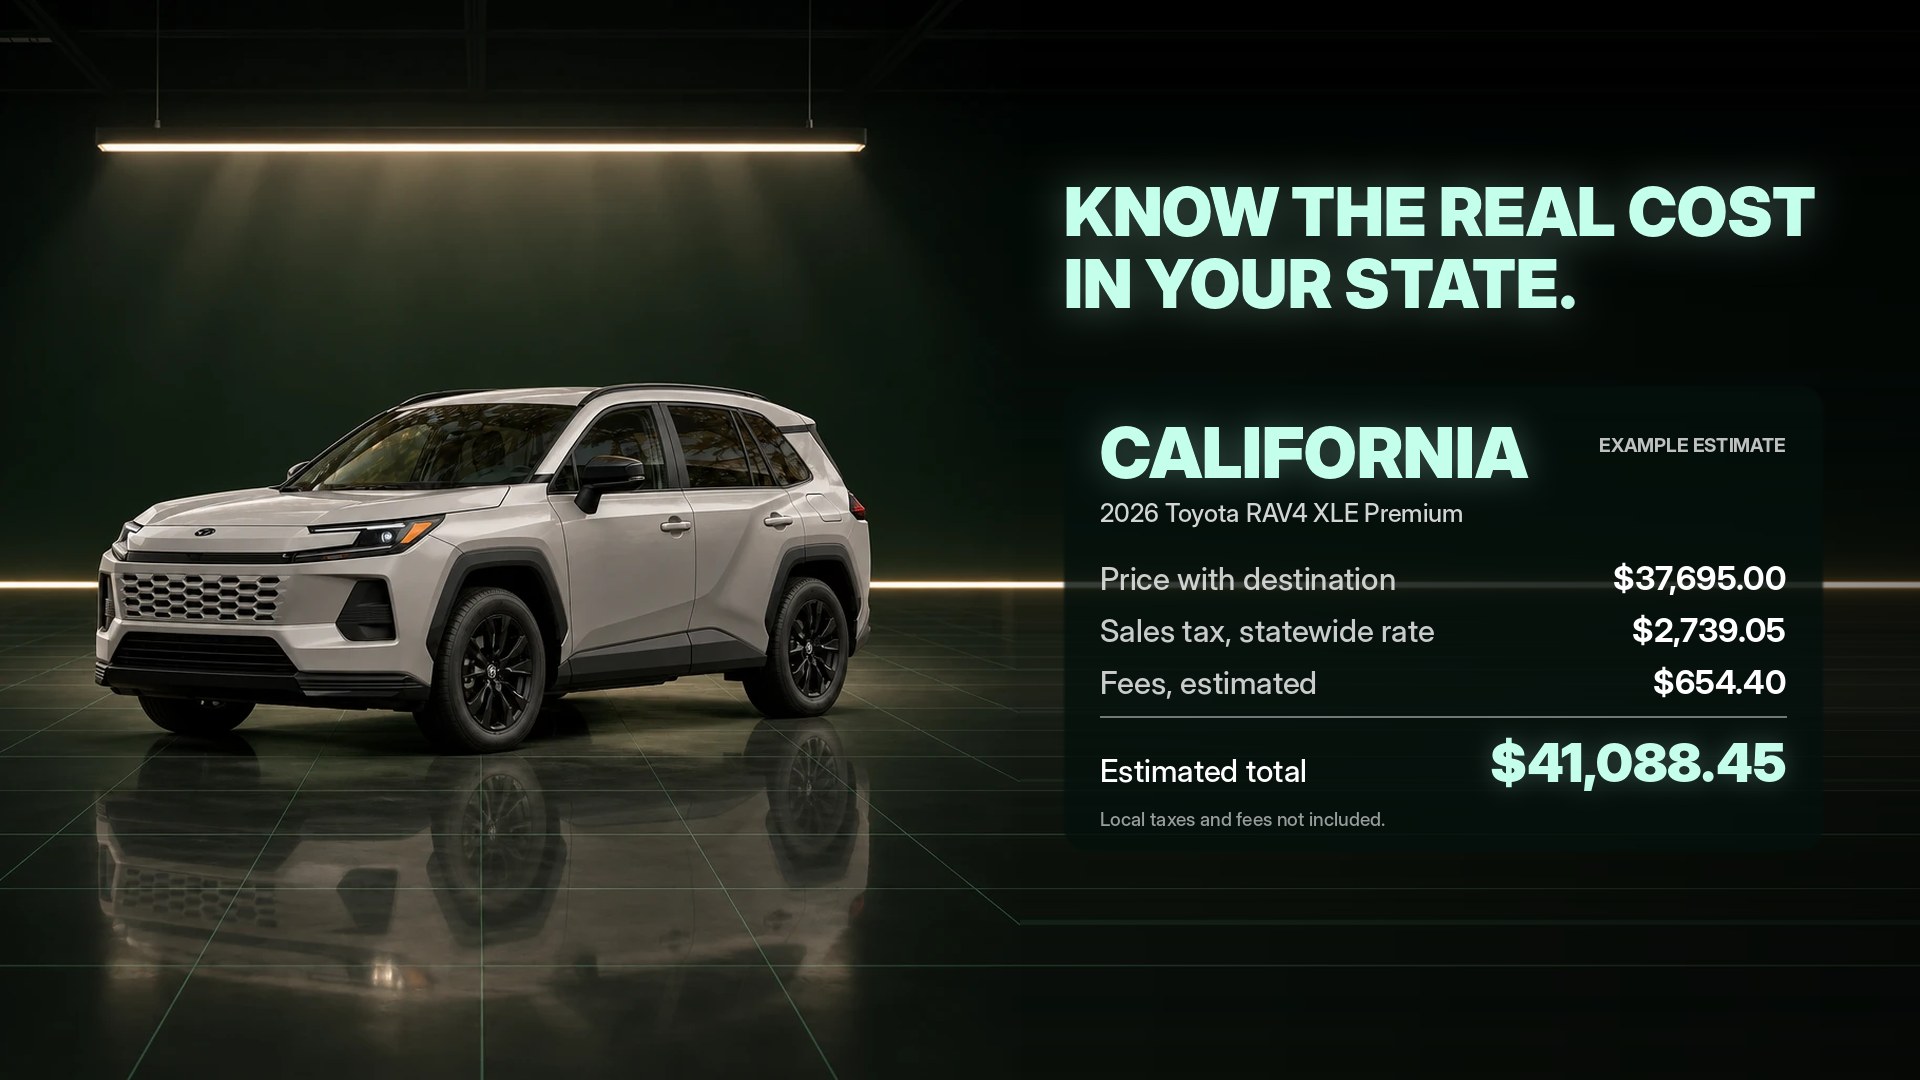 KNOW THE REAL COST
IN YOUR STATE.
CALIFORNIA
EXAMPLE ESTIMATE
2026 Toyota RAV4 XLE Premium
Price with destination $37,695.00
Sales tax, statewide rate $2,739.05
Fees, estimated $654.40
Estimated total $41,088.45
Local taxes and fees not included.